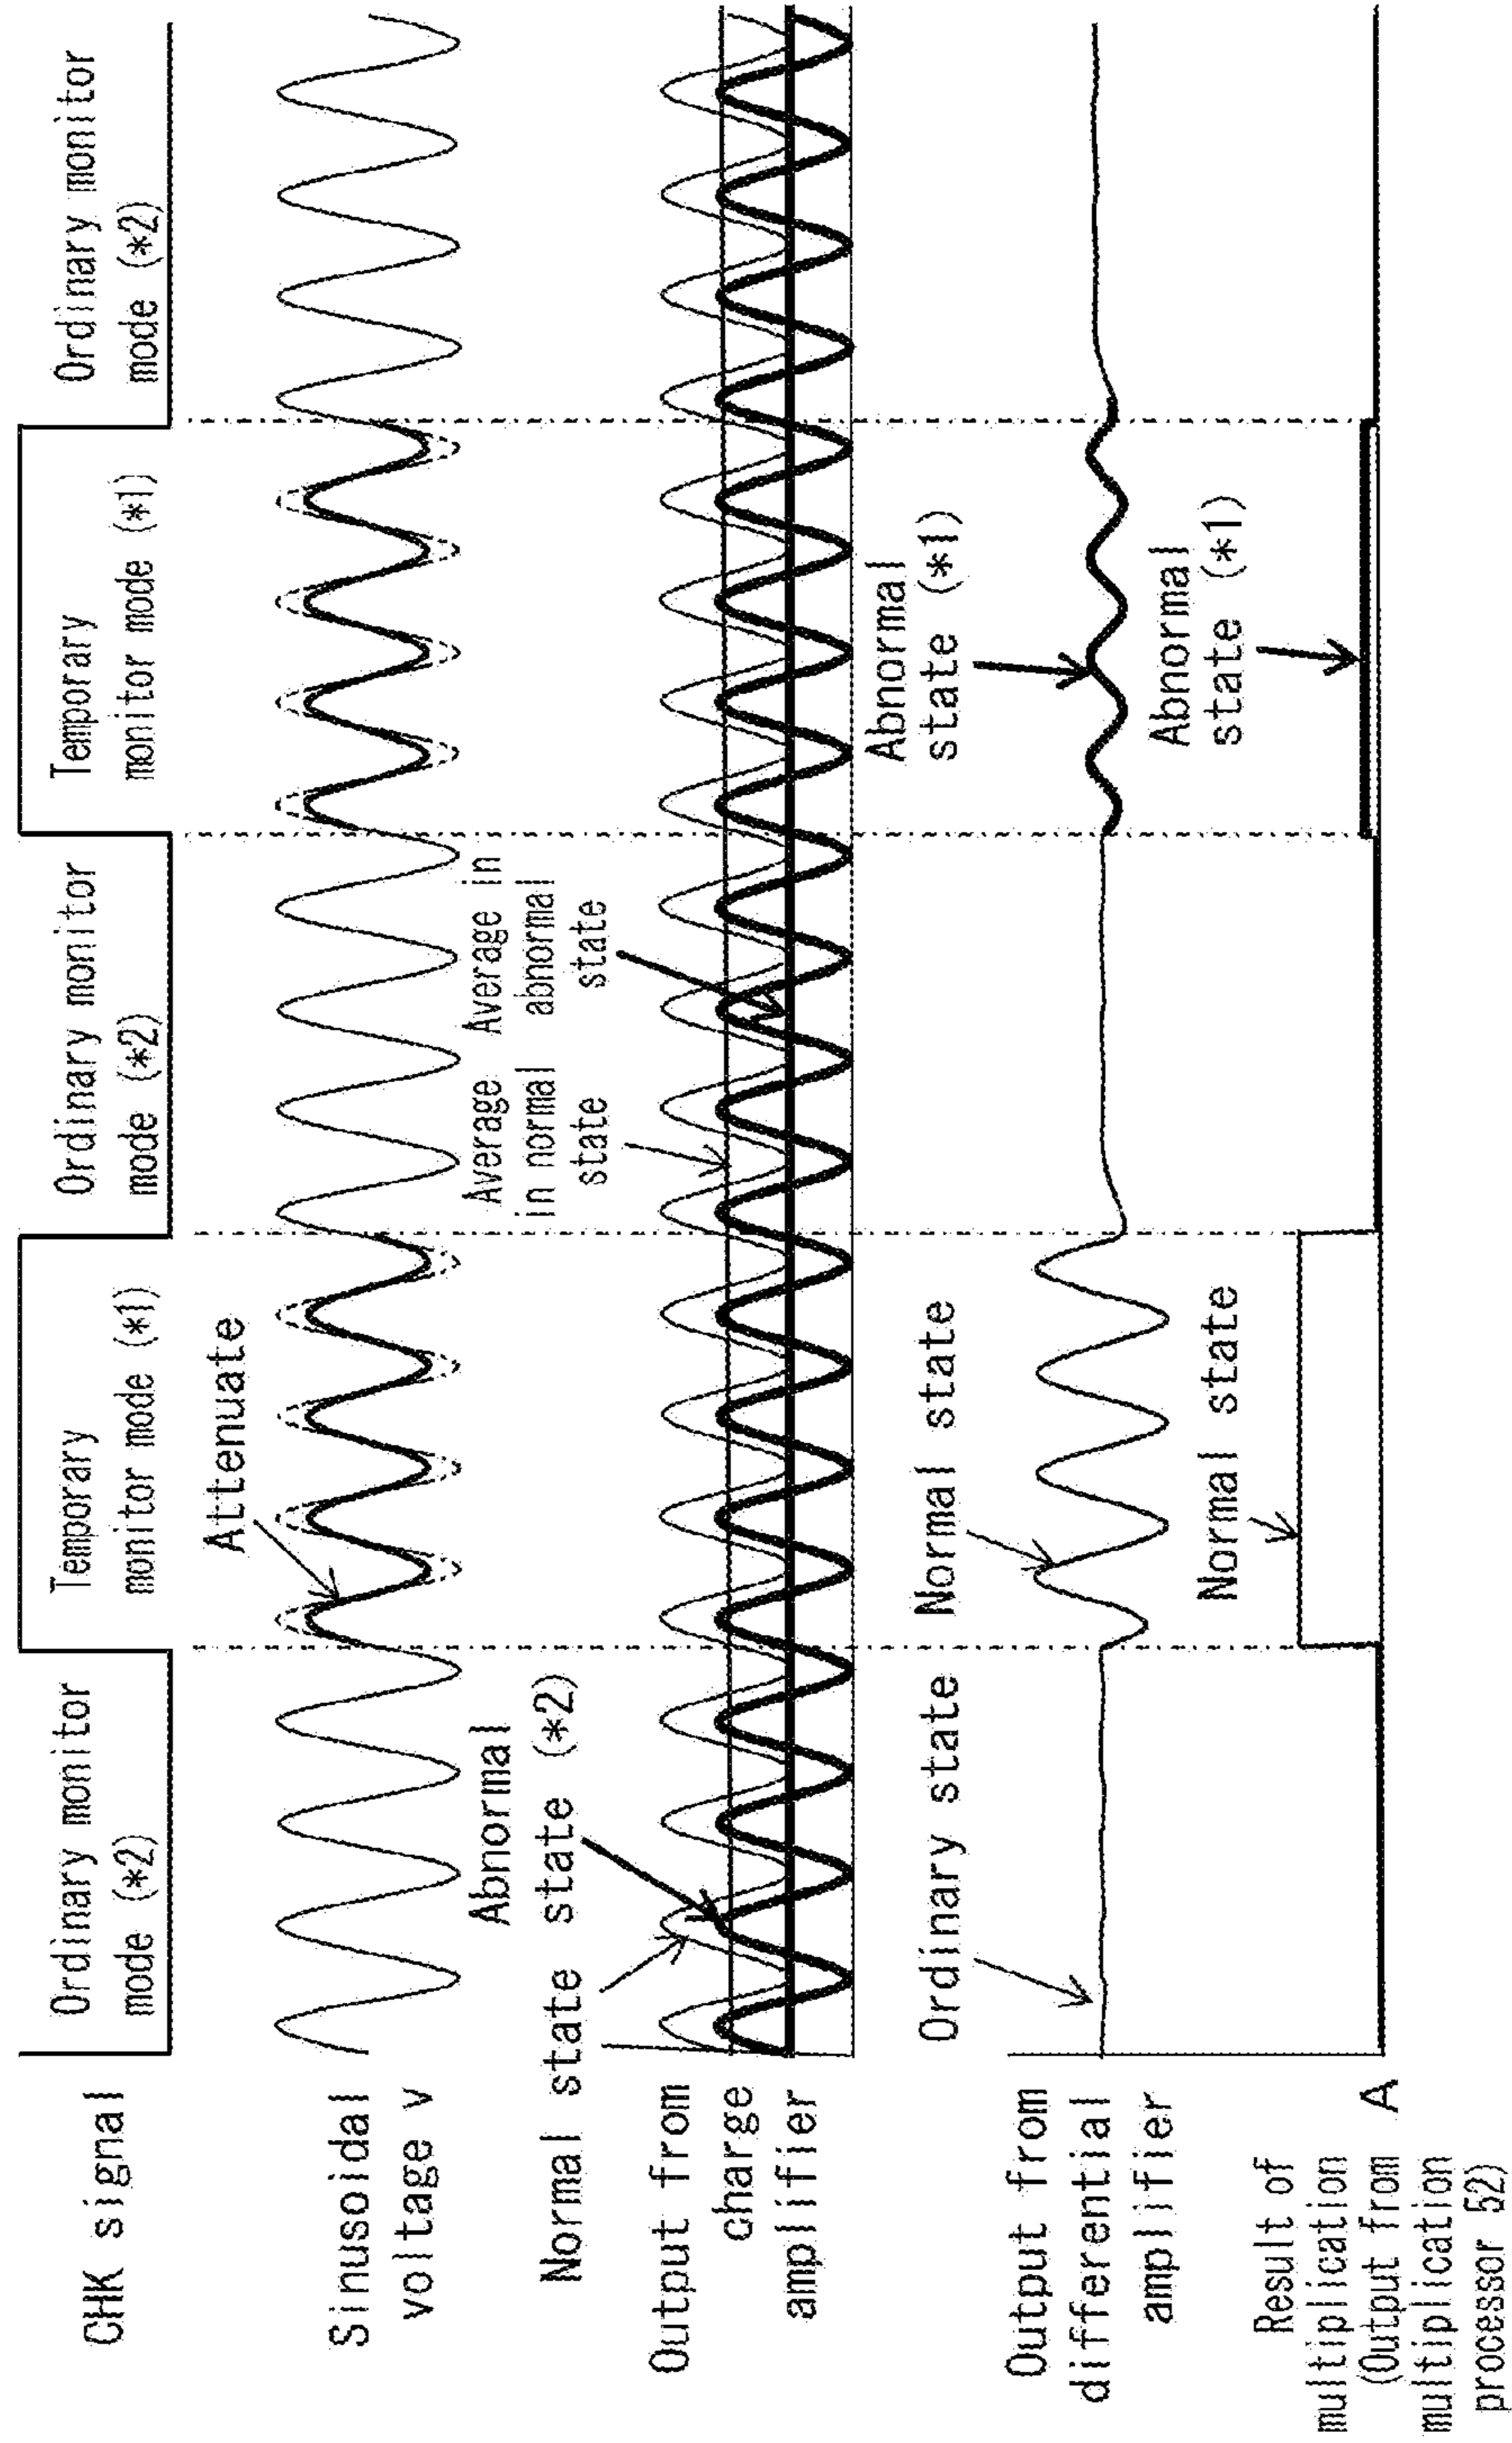 CHK signal
Ordinary monitor
mode (*2)
Temporary
monitor mode (*1)
Ordinary monitor
mode (*2)
Temporary
monitor mode (*1)
Ordinary monitor
mode (*2)
Sinusoidal
voltage v
Attenuate
Normal state
Abnormal
state (*2)
Average
in normal
state
Average in
abnormal
state
Output from
charge
amplifier
Output from
differential
amplifier
Ordinary state
Normal state
Abnormal
state (*1)
Result of
multiplication
(Output from
multiplication
processor 52)
A
Normal state
Abnormal
state (*1)